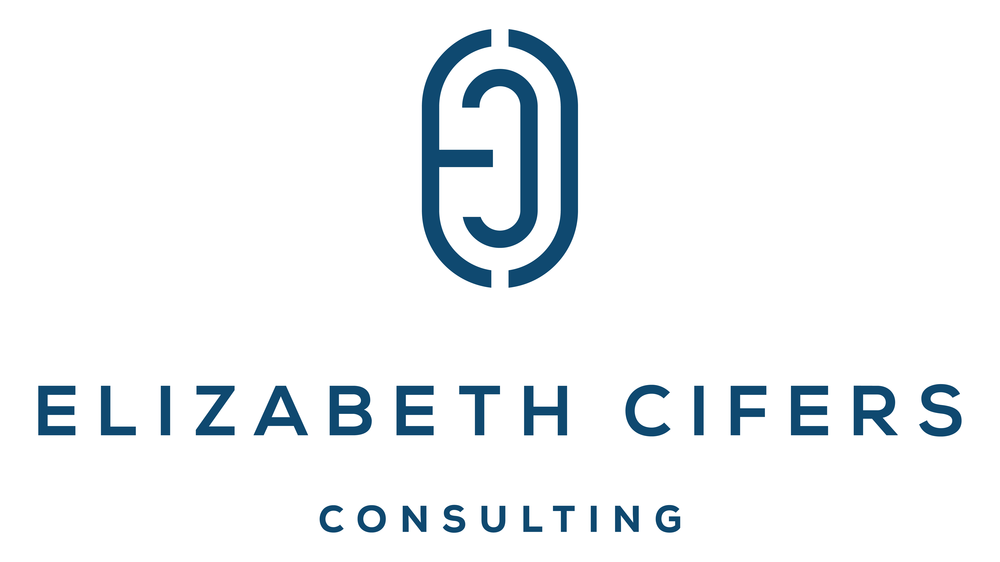 ELIZABETH CIFERS
CONSULTING